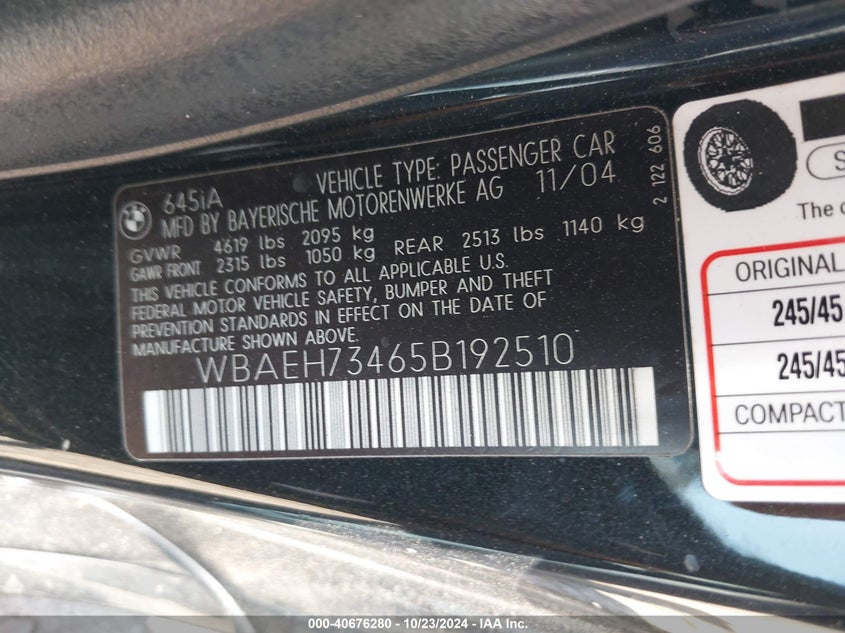 645iA VEHICLE TYPE: PASSENGER CAR
MFD BY BAYERISCHE MOTORENWERKE AG 11/04
GVWR 4619 lbs 2095 kg
GAWR FRONT 2315 lbs 1050 kg REAR 2513 lbs 1140 kg
THIS VEHICLE CONFORMS TO ALL APPLICABLE U.S.
FEDERAL MOTOR VEHICLE SAFETY, BUMPER AND THEFT
PREVENTION STANDARDS IN EFFECT ON THE DATE OF
MANUFACTURE SHOWN ABOVE.
WBAEH73465B192510
2 122 606
S
The c
ORIGINAL
245/45
245/45
COMPACT
000-40676280 - 10/23/2024 - IAA Inc.